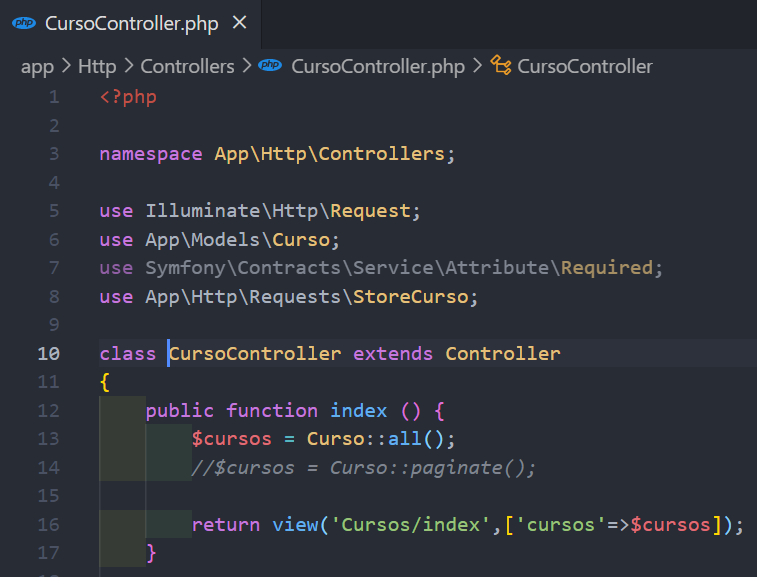 php CursoController.php ×
app > Http > Controllers > php CursoController.php > CursoController
1 <?php
2
3 namespace App\Http\Controllers;
4
5 use Illuminate\Http\Request;
6 use App\Models\Curso;
7 use Symfony\Contracts\Service\Attribute\Required;
8 use App\Http\Requests\StoreCurso;
9
10 class CursoController extends Controller
11 {
12     public function index () {
13         $cursos = Curso::all();
14         //$cursos = Curso::paginate();
15
16         return view('Cursos/index',['cursos'=>$cursos]);
17     }